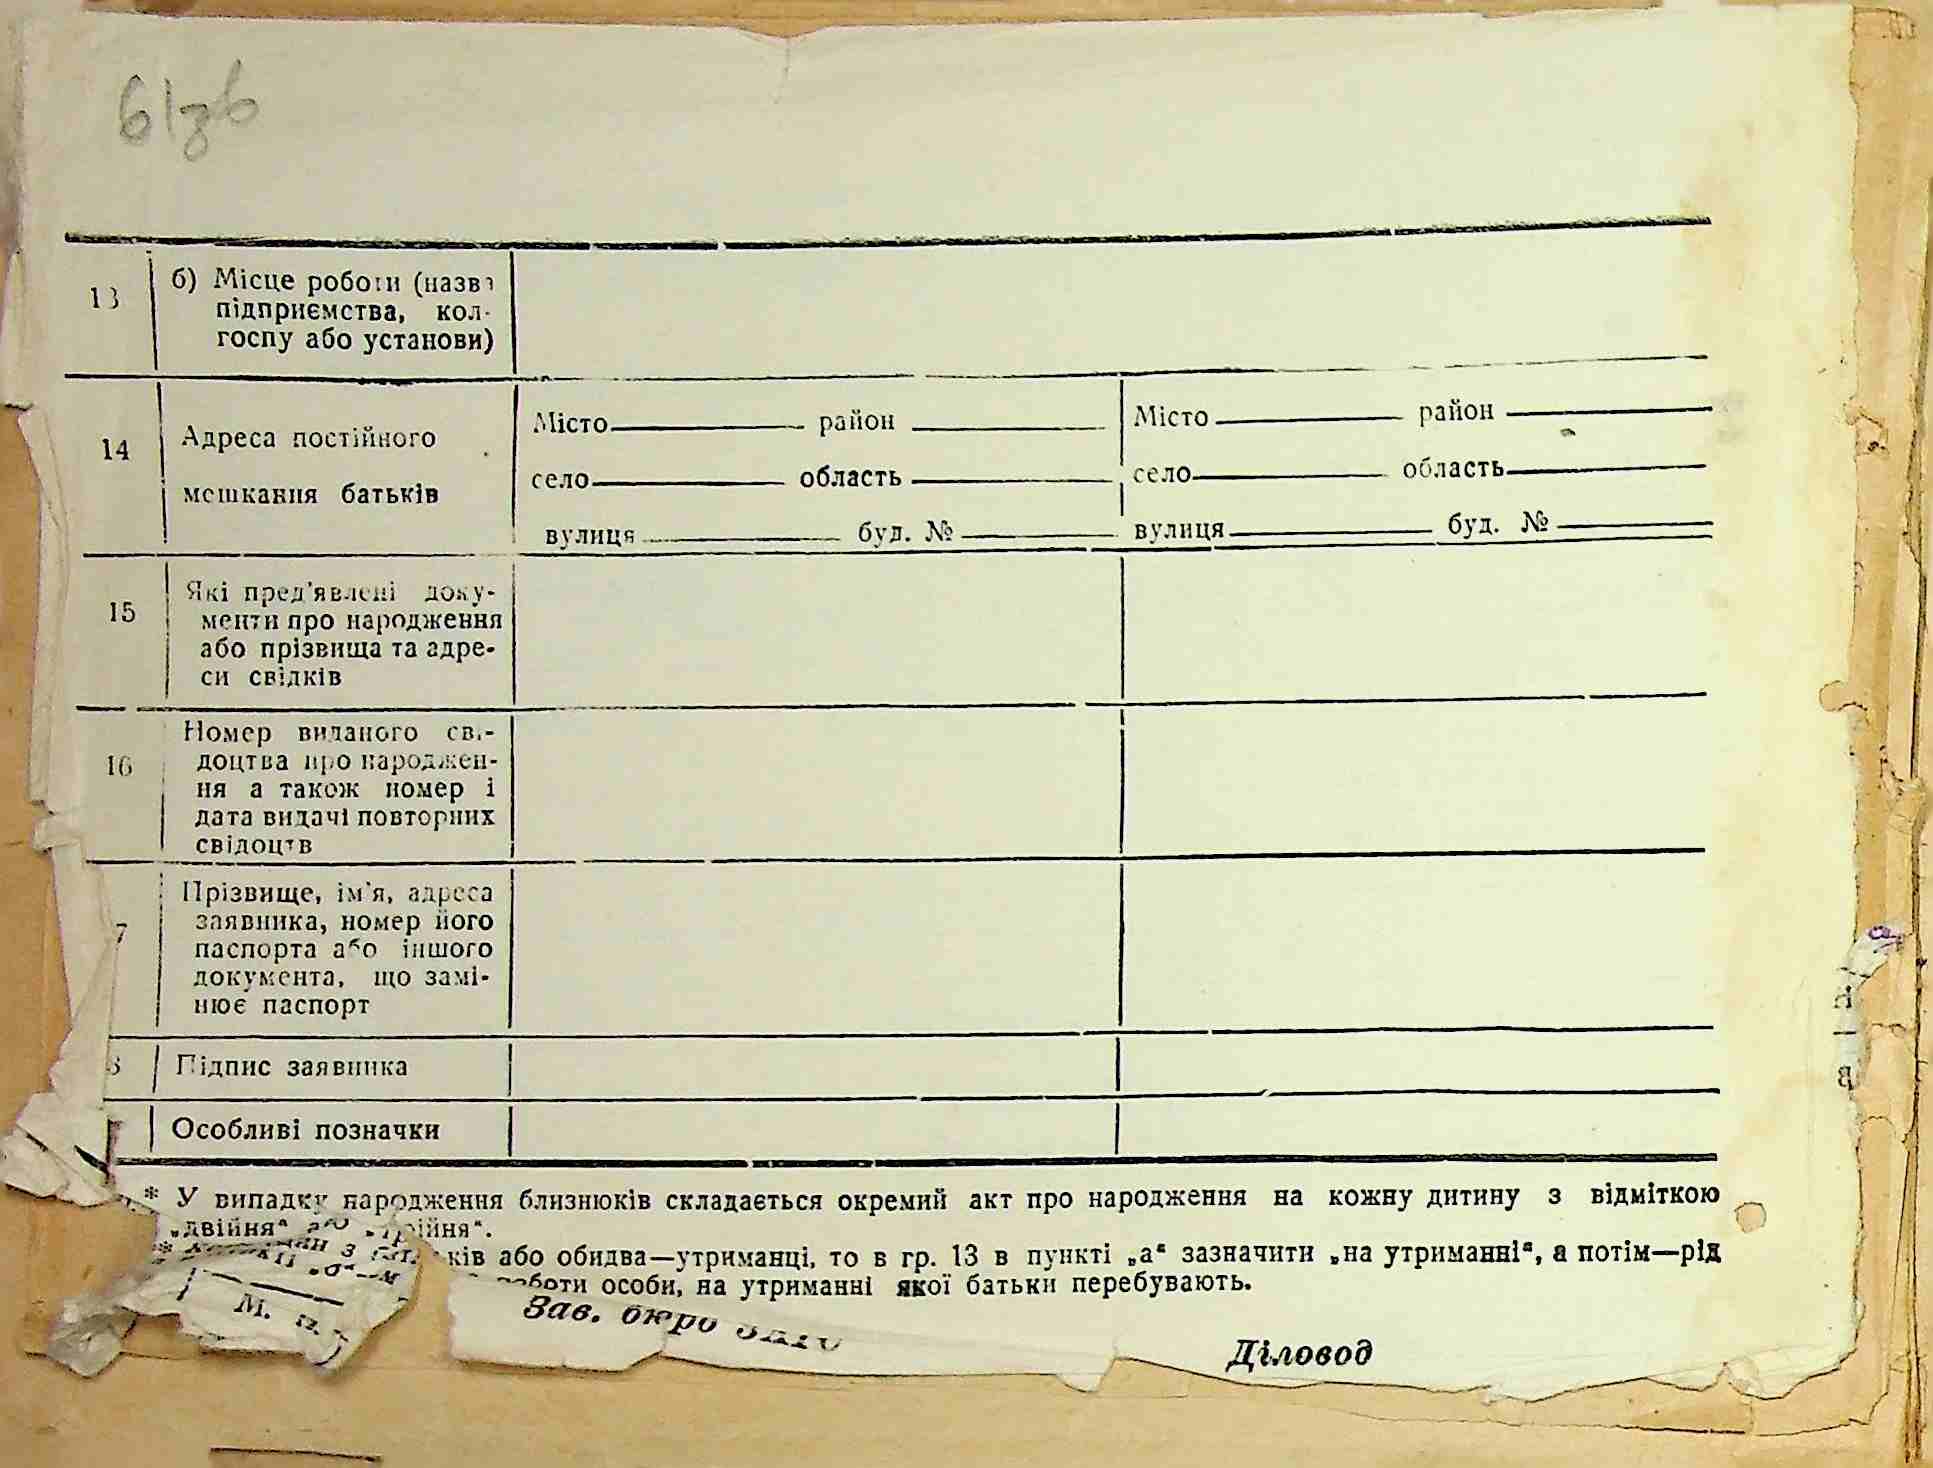 61зв
13
б) Місце роботи (назва
підприємства, кол-
госпу або установи)
14
Адреса постійного
мешкання батьків
Місто район
село область
вулиця буд. №
Місто район
село область
вулиця буд. №
15
Які пред'явлені доку-
менти про народження
або прізвища та адре-
си свідків
16
Номер виданого сві-
доцтва про народжен-
ня а також номер і
дата видачі повторних
свідоцтв
7
Прізвище, ім'я, адреса
заявника, номер його
паспорта або іншого
документа, що замі-
нює паспорт
8
Підпис заявника
Особливі позначки
* У випадку народження близнюків складається окремий акт про народження на кожну дитину з відміткою
„двійня“ або „трійня“.
з батьків або обидва—утриманці, то в гр. 13 в пункті „а“ зазначити „на утриманні“, а потім—рід
роботи особи, на утриманні якої батьки перебувають.
М. п.
Зав. бюро ЗАГС
Діловод